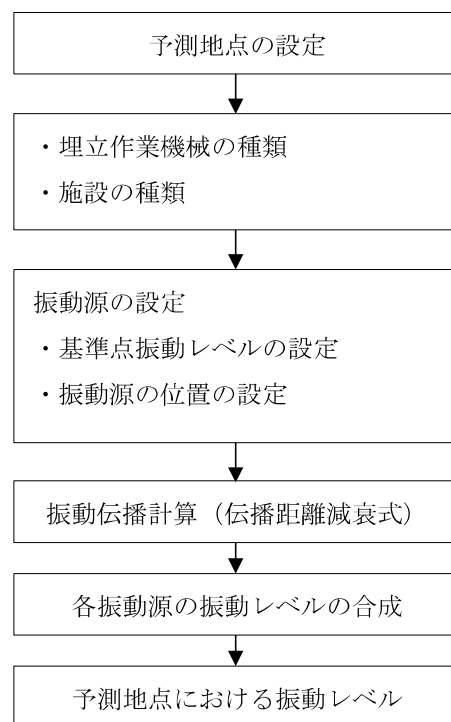 予測地点の設定
・埋立作業機械の種類
・施設の種類
振動源の設定
・基準点振動レベルの設定
・振動源の位置の設定
振動伝播計算（伝播距離減衰式）
各振動源の振動レベルの合成
予測地点における振動レベル